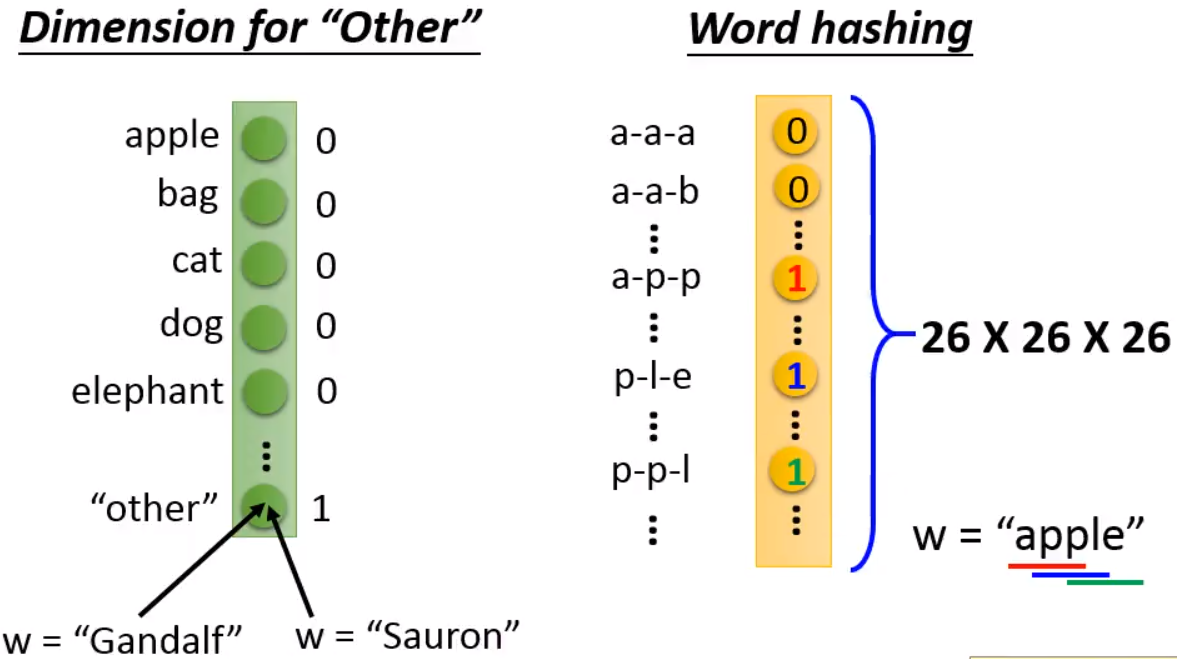 Dimension for “Other”
apple 0
bag 0
cat 0
dog 0
elephant 0
“other” 1
w = “Gandalf”
w = “Sauron”
Word hashing
a-a-a 0
a-a-b 0
a-p-p 1
p-l-e 1
p-p-l 1
26 X 26 X 26
w = “apple”